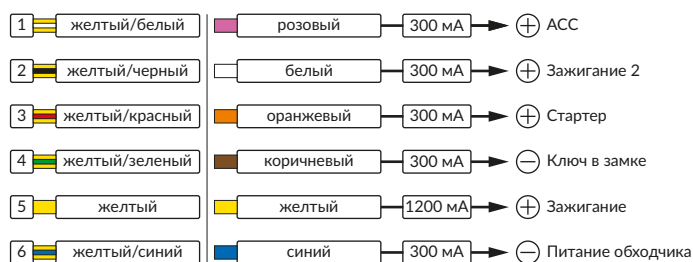 1 желтый/белый розовый 300 мА + ACC
2 желтый/черный белый 300 мА + Зажигание 2
3 желтый/красный оранжевый 300 мА + Стартер
4 желтый/зеленый коричневый 300 мА − Ключ в замке
5 желтый желтый 1200 мА + Зажигание
6 желтый/синий синий 300 мА − Питание обходчика